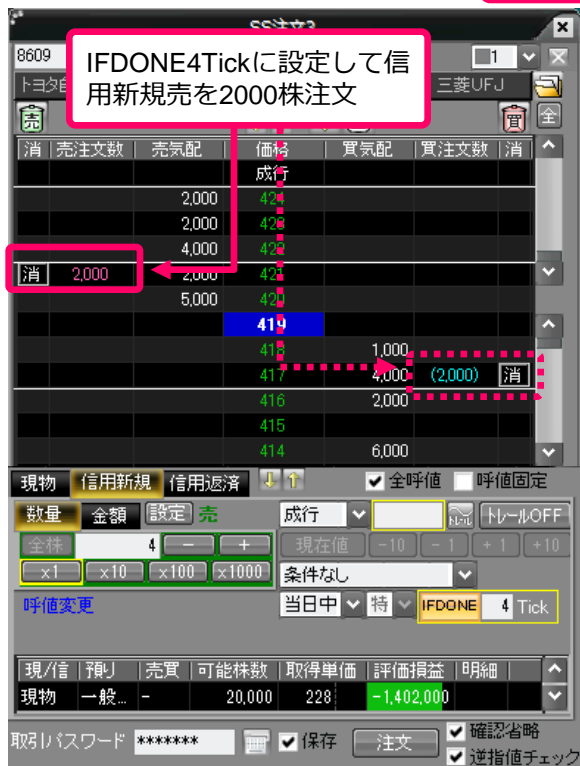 SS注文3
8609
IFDONE4Tickに設定して信
用新規売を2000株注文
1
三菱UFJ
売 買 全
消 売注文数 売気配 価格 買気配 買注文数 消
成行
2,000 424
2,000 423
4,000 422
消 2,000 2,000 421
5,000 420
419
418 1,000
417 4,000 (2,000) 消
416 2,000
415
414 6,000
現物 信用新規 信用返済 全呼値 呼値固定
数量 金額 設定 売 成行 トレール トレールOFF
全株 4 - + 現在値 -10 -1 +1 +10
x1 x10 x100 x1000 条件なし
呼値変更 当日中 特 IFDONE 4 Tick
現/信 預り 売買 可能株数 取得単価 評価損益 明細
現物 一般... - 20,000 228 -1,402,000
取引パスワード ******* 保存 注文 確認省略
逆指値チェック